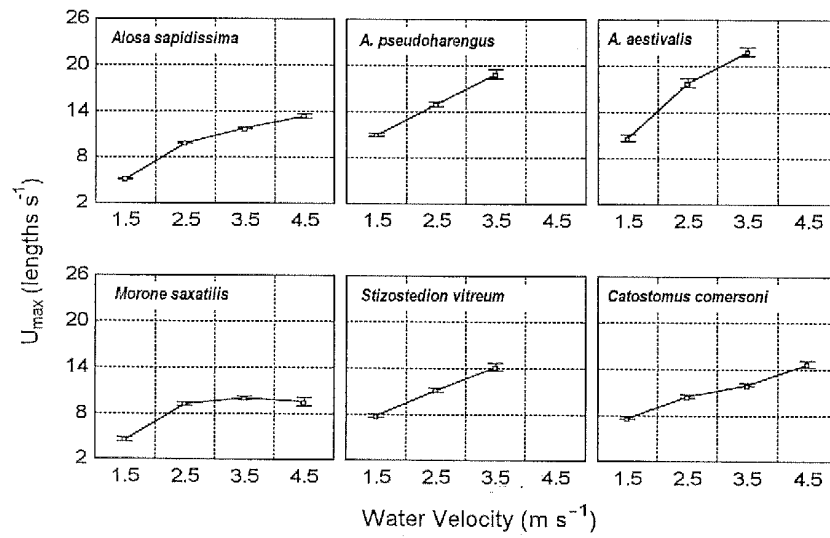 Alosa sapidissima
A. pseudoharengus
A. aestivalis
26
20
14
8
2
1.5 2.5 3.5 4.5
1.5 2.5 3.5 4.5
1.5 2.5 3.5 4.5
Umax (lengths s⁻¹)
Morone saxatilis
Stizostedion vitreum
Catostomus comersoni
26
20
14
8
2
1.5 2.5 3.5 4.5
1.5 2.5 3.5 4.5
1.5 2.5 3.5 4.5
Water Velocity (m s⁻¹)